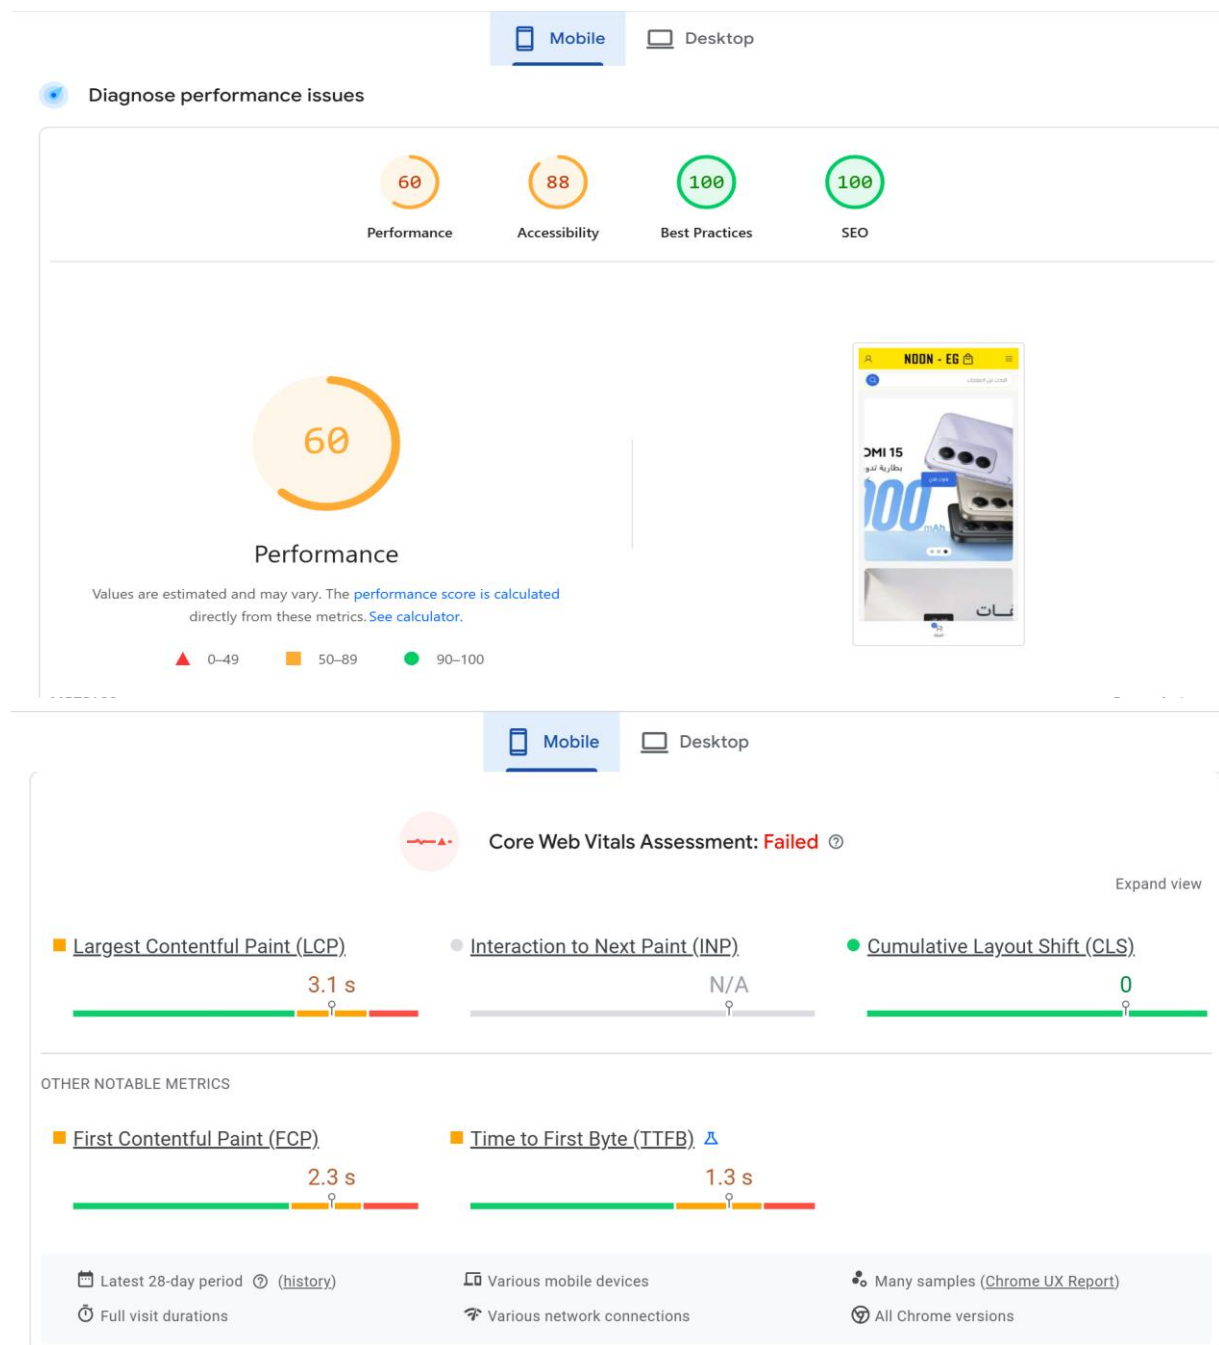 Mobile Desktop
Diagnose performance issues
60 88 100 100
Performance Accessibility Best Practices SEO
NOON - EG
OMI 15
بطارية تدو
000
mAh
ـفـات
60
Performance
Values are estimated and may vary. The performance score is calculated
directly from these metrics. See calculator.
0–49 50–89 90–100
Mobile Desktop
Core Web Vitals Assessment: Failed
Expand view
Largest Contentful Paint (LCP) Interaction to Next Paint (INP) Cumulative Layout Shift (CLS)
3.1 s N/A 0
OTHER NOTABLE METRICS
First Contentful Paint (FCP) Time to First Byte (TTFB)
2.3 s 1.3 s
Latest 28-day period (history) Various mobile devices Many samples (Chrome UX Report)
Full visit durations Various network connections All Chrome versions